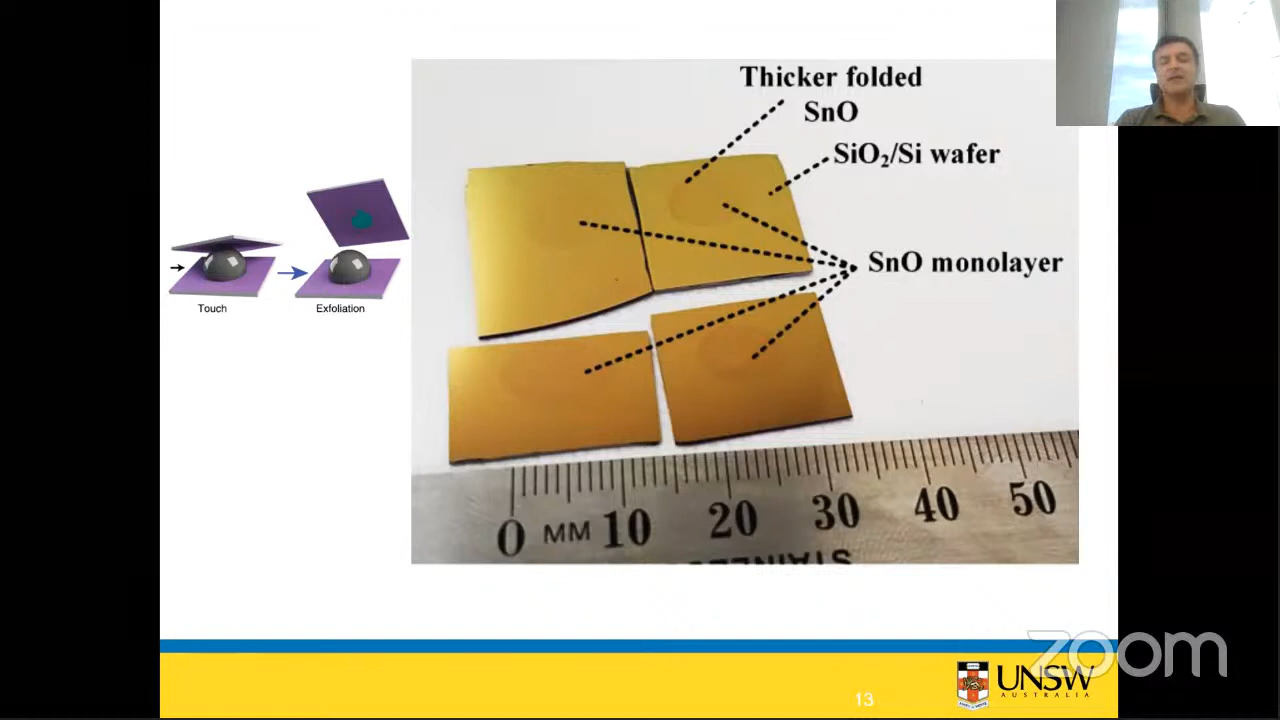 Thicker folded
SnO
SiO₂/Si wafer
SnO monolayer
Touch
Exfoliation
0 MM 10 20 30 40 50
13
UNSW
AUSTRALIA
zoom